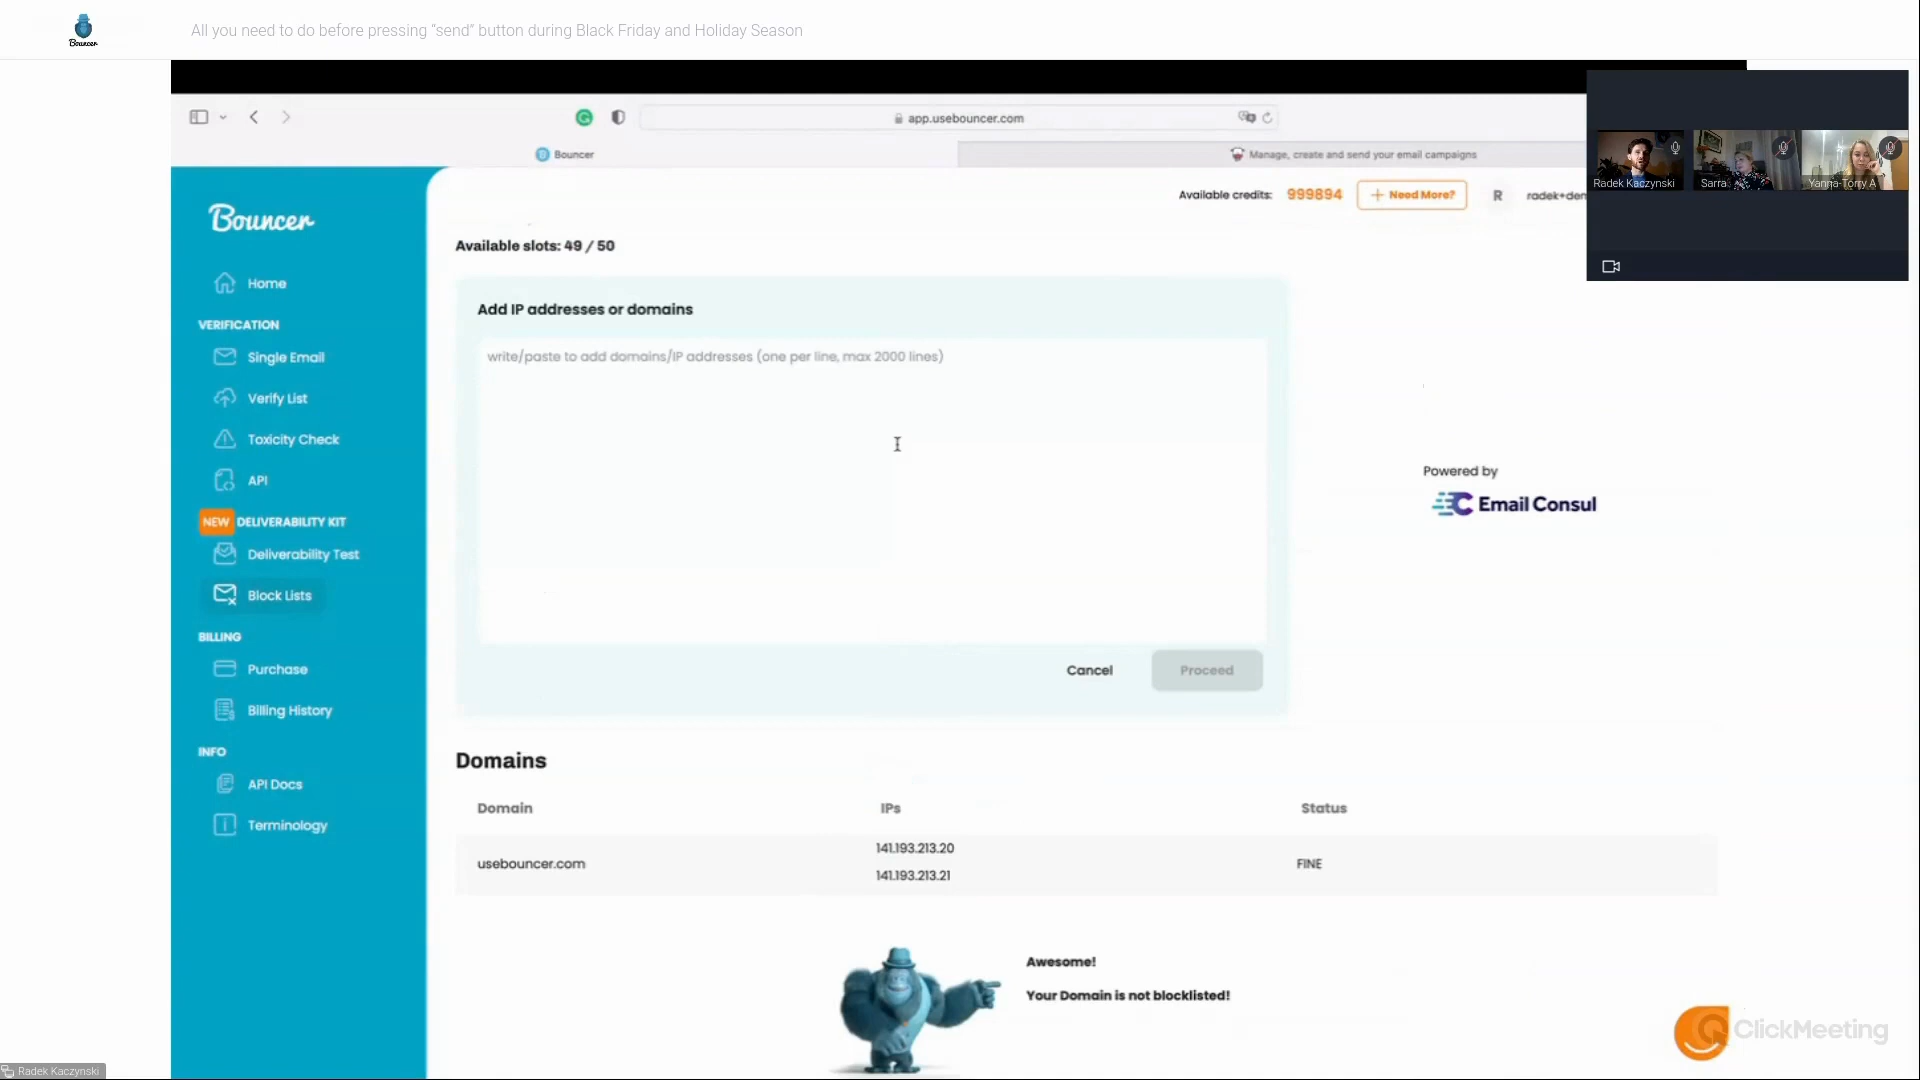 Bouncer
All you need to do before pressing “send” button during Black Friday and Holiday Season
app.usebouncer.com
Bouncer
Manage, create and send your email campaigns
Radek Kaczynski
Sarra
Yanna-Torry A
Available credits: 999894
Need More?
R
radek+den
Bouncer
Home
VERIFICATION
Single Email
Verify List
Toxicity Check
API
NEW DELIVERABILITY KIT
Deliverability Test
Block Lists
BILLING
Purchase
Billing History
INFO
API Docs
Terminology
Available slots: 49 / 50
Add IP addresses or domains
write/paste to add domains/IP addresses (one per line, max 2000 lines)
Cancel
Proceed
Powered by
Email Consul
Domains
Domain IPs Status
usebouncer.com 141.193.213.20 FINE
141.193.213.21
Awesome!
Your Domain is not blocklisted!
ClickMeeting
Radek Kaczynski